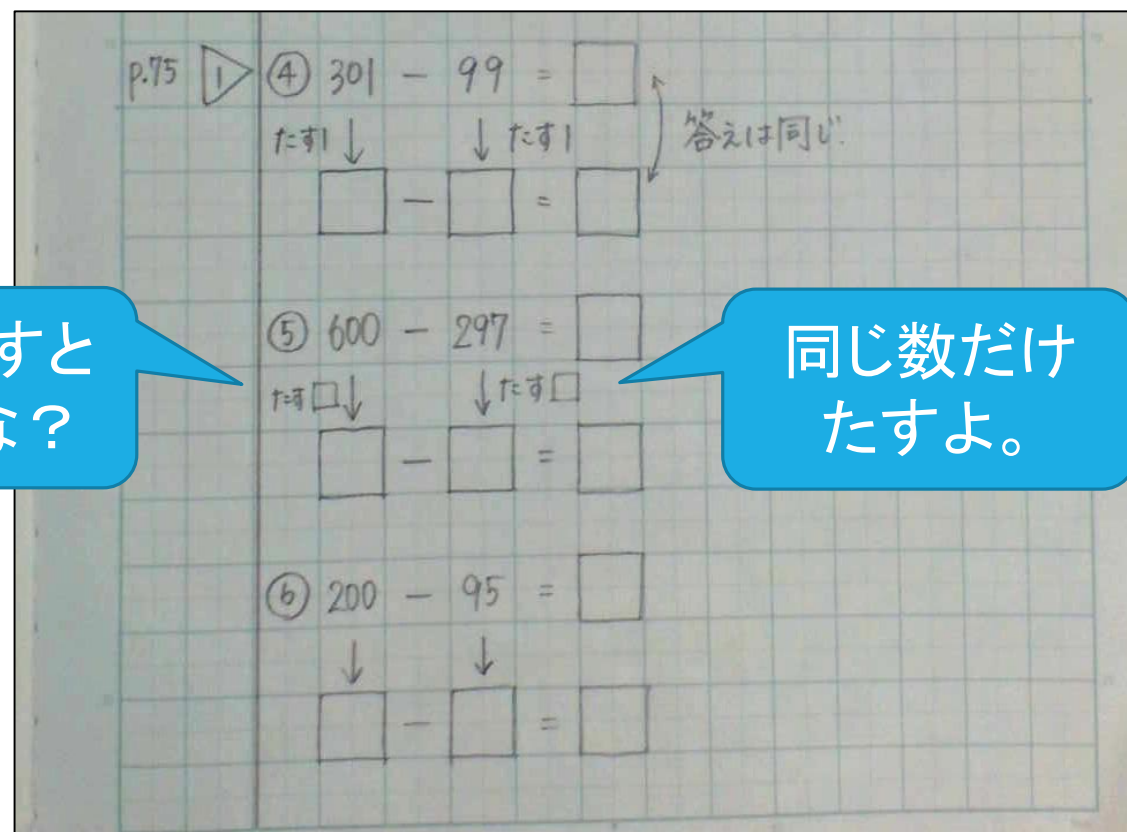 p.75 1 ④ 301 - 99 = □
たす1↓ ↓たす1 答えは同じ.
□ - □ = □
⑤ 600 - 297 = □
たす□↓ ↓たす□
□ - □ = □
⑥ 200 - 95 = □
↓ ↓
□ - □ = □
すと
な？
同じ数だけ
たすよ。